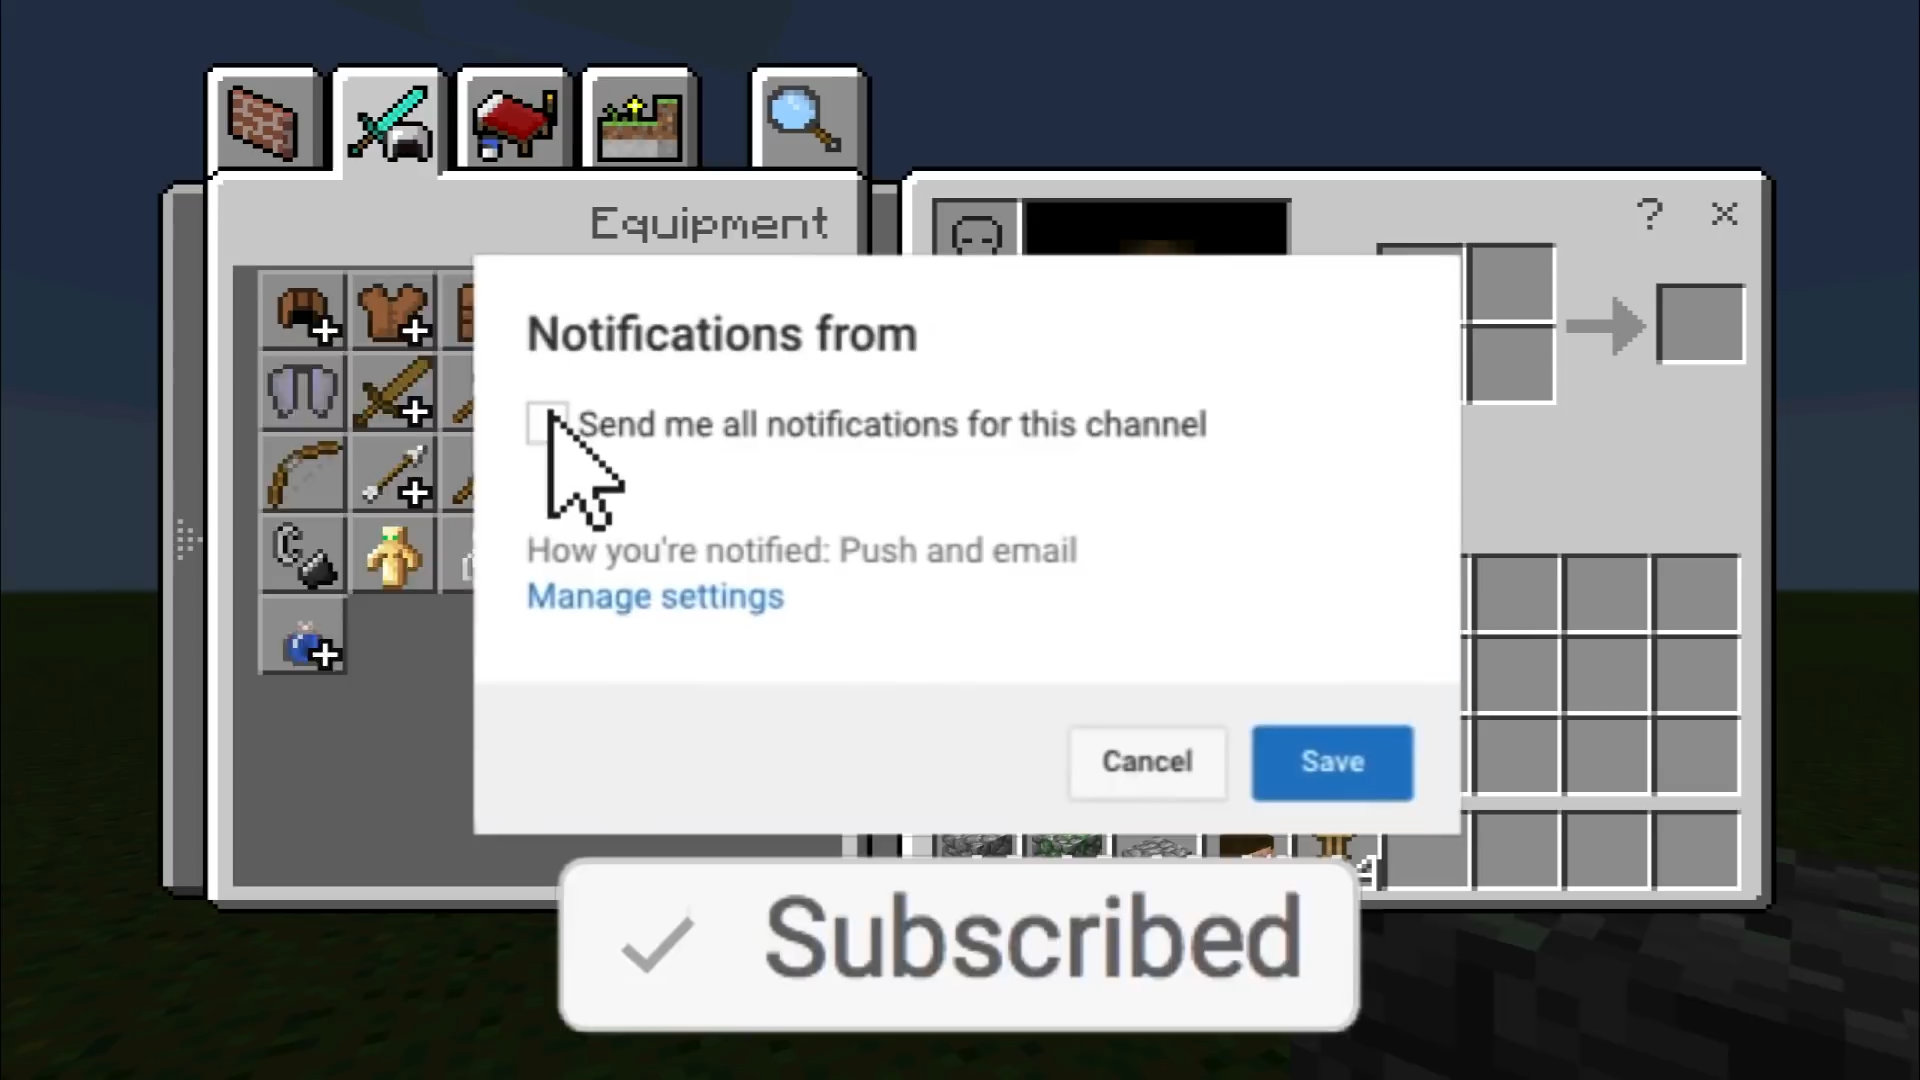 Equipment
?
Notifications from
Send me all notifications for this channel
How you're notified: Push and email
Manage settings
Cancel
Save
Subscribed